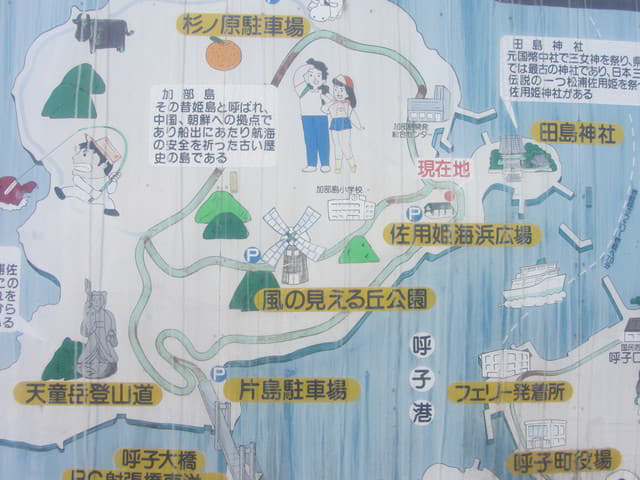 杉ノ原駐車場
田島神社
元国幣中社で三女神を祭り、県
では最古の神社であり、日本三
伝説の一つ松浦佐用姫を祭
佐用姫神社がある
加部島
その昔姫島と呼ばれ、
中国、朝鮮への拠点で
あり船出にあたり航海
の安全を祈った古い歴
史の島である
田島神社
現在地
加部島小学校
P
佐用姫海浜広場
P
風の見える丘公園
佐
の
を
ら
ある
呼子港
天童岳登山道
P
片島駐車場
フェリー発着所
呼子大橋
呼子町役場